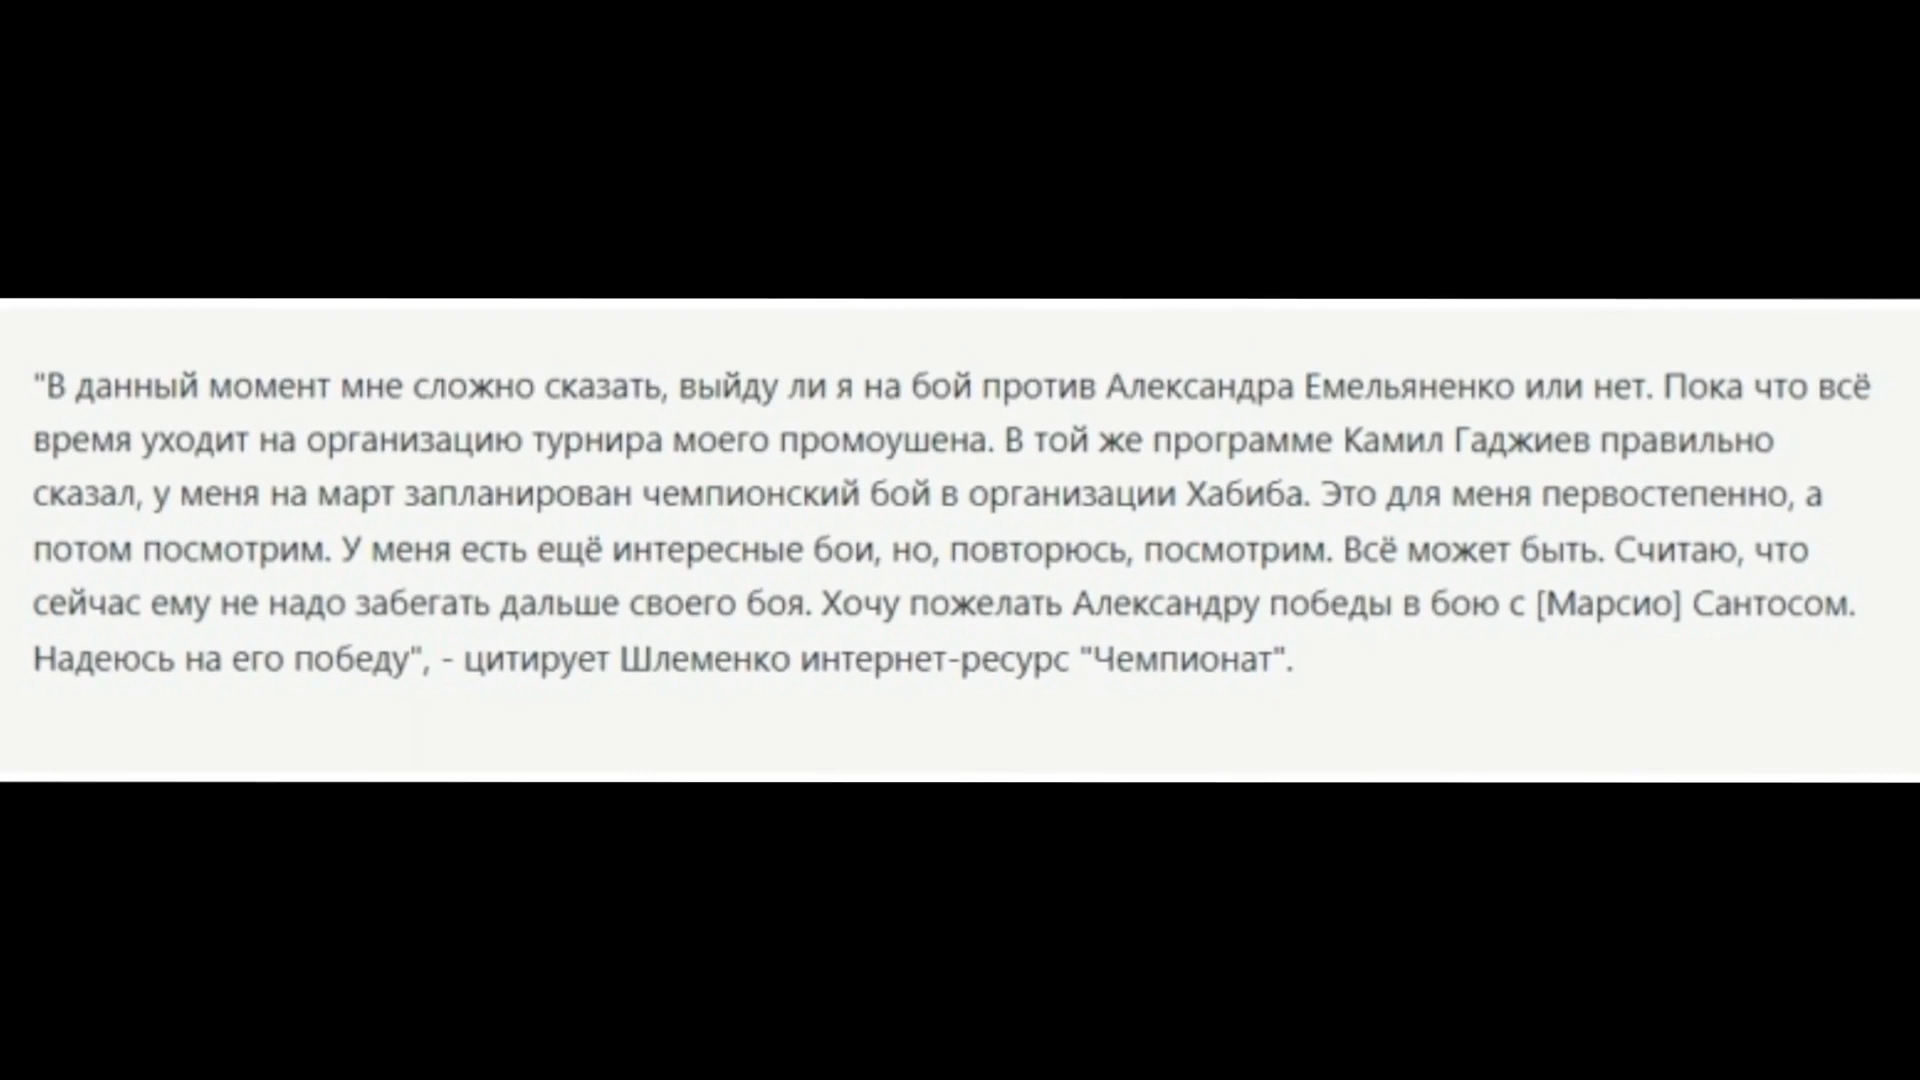 "В данный момент мне сложно сказать, выйду ли я на бой против Александра Емельяненко или нет. Пока что всё
время уходит на организацию турнира моего промоушена. В той же программе Камил Гаджиев правильно
сказал, у меня на март запланирован чемпионский бой в организации Хабиба. Это для меня первостепенно, а
потом посмотрим. У меня есть ещё интересные бои, но, повторюсь, посмотрим. Всё может быть. Считаю, что
сейчас ему не надо забегать дальше своего боя. Хочу пожелать Александру победы в бою с [Марсио] Сантосом.
Надеюсь на его победу", - цитирует Шлеменко интернет-ресурс "Чемпионат".